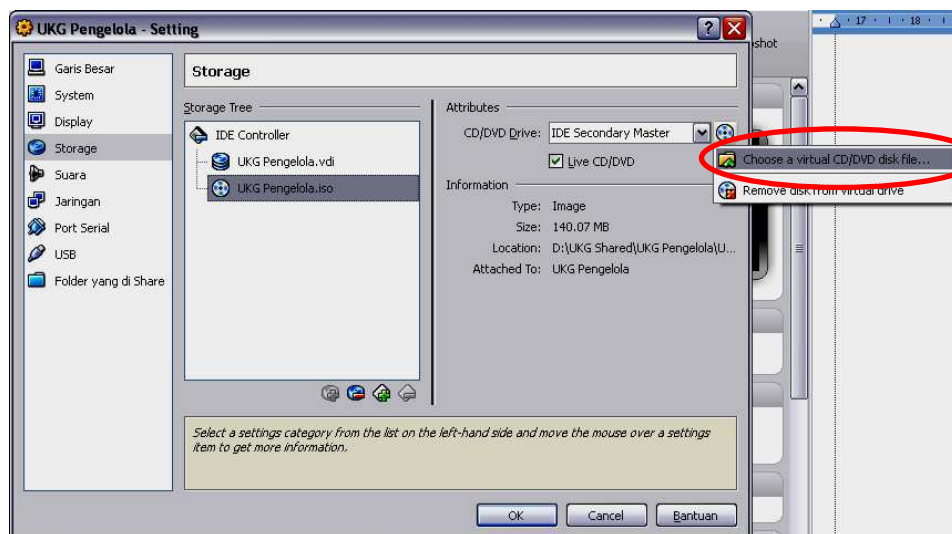 UKG Pengelola - Setting
shot
17 18
Garis Besar
System
Display
Storage
Suara
Jaringan
Port Serial
USB
Folder yang di Share
Storage
Storage Tree
IDE Controller
UKG Pengelola.vdi
UKG Pengelola.iso
Attributes
CD/DVD Drive: IDE Secondary Master
Live CD/DVD
Choose a virtual CD/DVD disk file...
Remove disk from virtual drive
Information
Type: Image
Size: 140.07 MB
Location: D:\UKG Shared\UKG Pengelola\U...
Attached To: UKG Pengelola
Select a settings category from the list on the left-hand side and move the mouse over a settings
item to get more information.
OK Cancel Bantuan